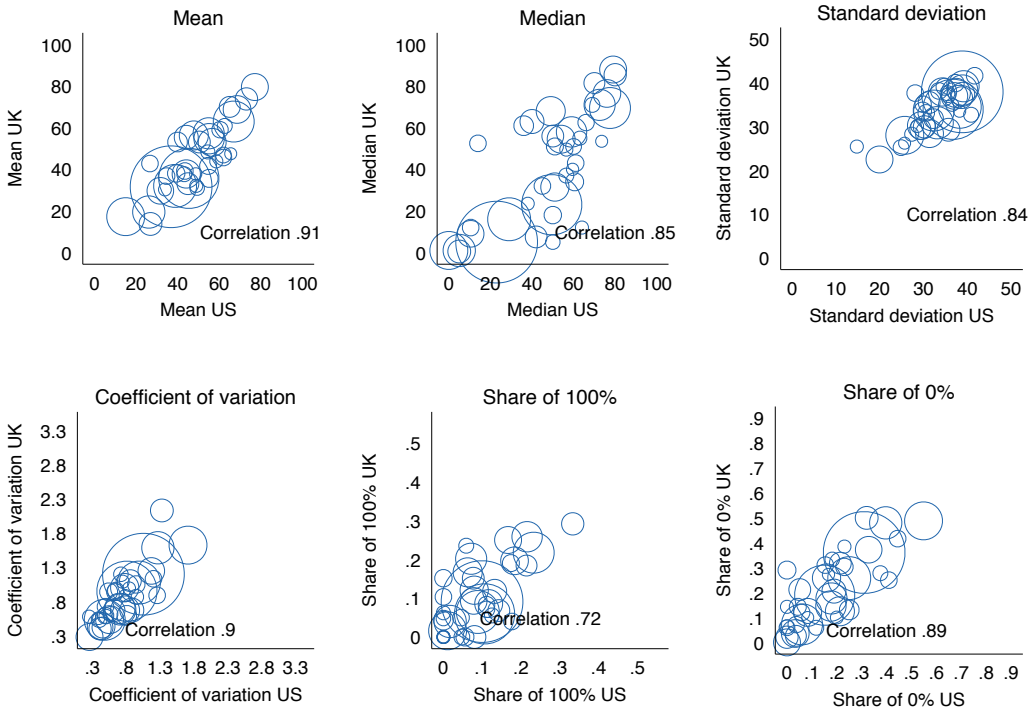 Mean
Mean UK
100
80
60
40
20
0
Correlation .91
0 20 40 60 80 100
Mean US
Median
Median UK
100
80
60
40
20
0
Correlation .85
0 20 40 60 80 100
Median US
Standard deviation
Standard deviation UK
50
40
30
20
10
0
Correlation .84
0 10 20 30 40 50
Standard deviation US
Coefficient of variation
Coefficient of variation UK
3.3
2.8
2.3
1.8
1.3
.8
.3
Correlation .9
.3 .8 1.3 1.8 2.3 2.8 3.3
Coefficient of variation US
Share of 100%
Share of 100% UK
.5
.4
.3
.2
.1
0
Correlation .72
0 .1 .2 .3 .4 .5
Share of 100% US
Share of 0%
Share of 0% UK
.9
.8
.7
.6
.5
.4
.3
.2
.1
0
Correlation .89
0 .1 .2 .3 .4 .5 .6 .7 .8 .9
Share of 0% US